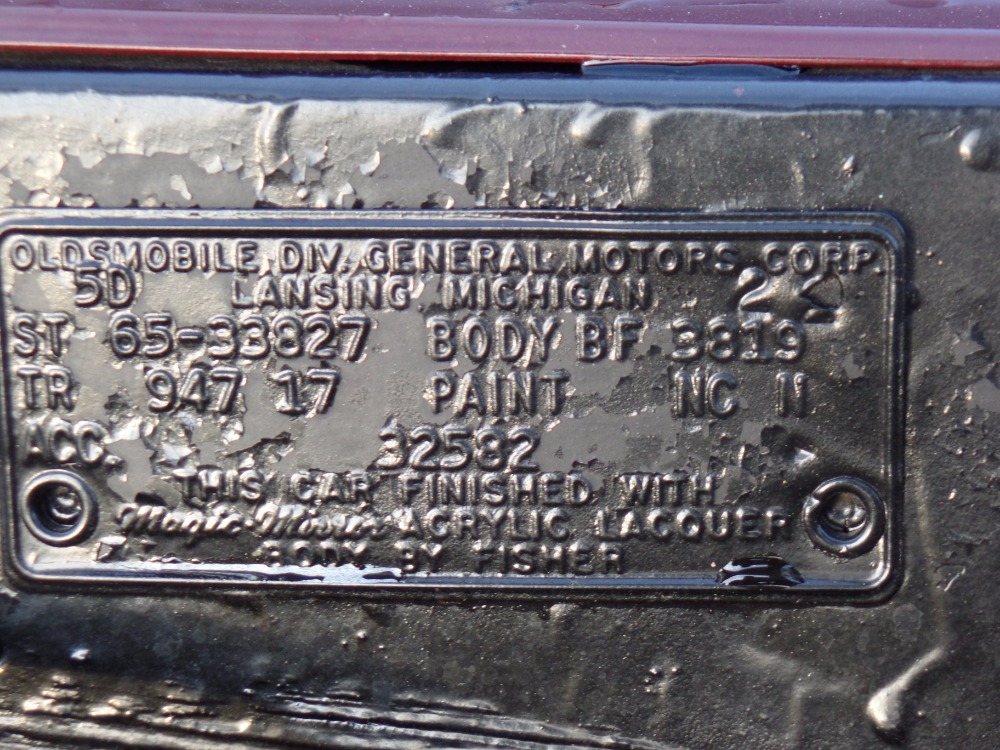 OLDSMOBILE DIV. GENERAL MOTORS CORP.
5D LANSING, MICHIGAN 22
ST 65-33827 BODY BF 3819
TR 947 17 PAINT NC N
ACC. 32582
THIS CAR FINISHED WITH
Magic-Mirror ACRYLIC LACQUER
BODY BY FISHER